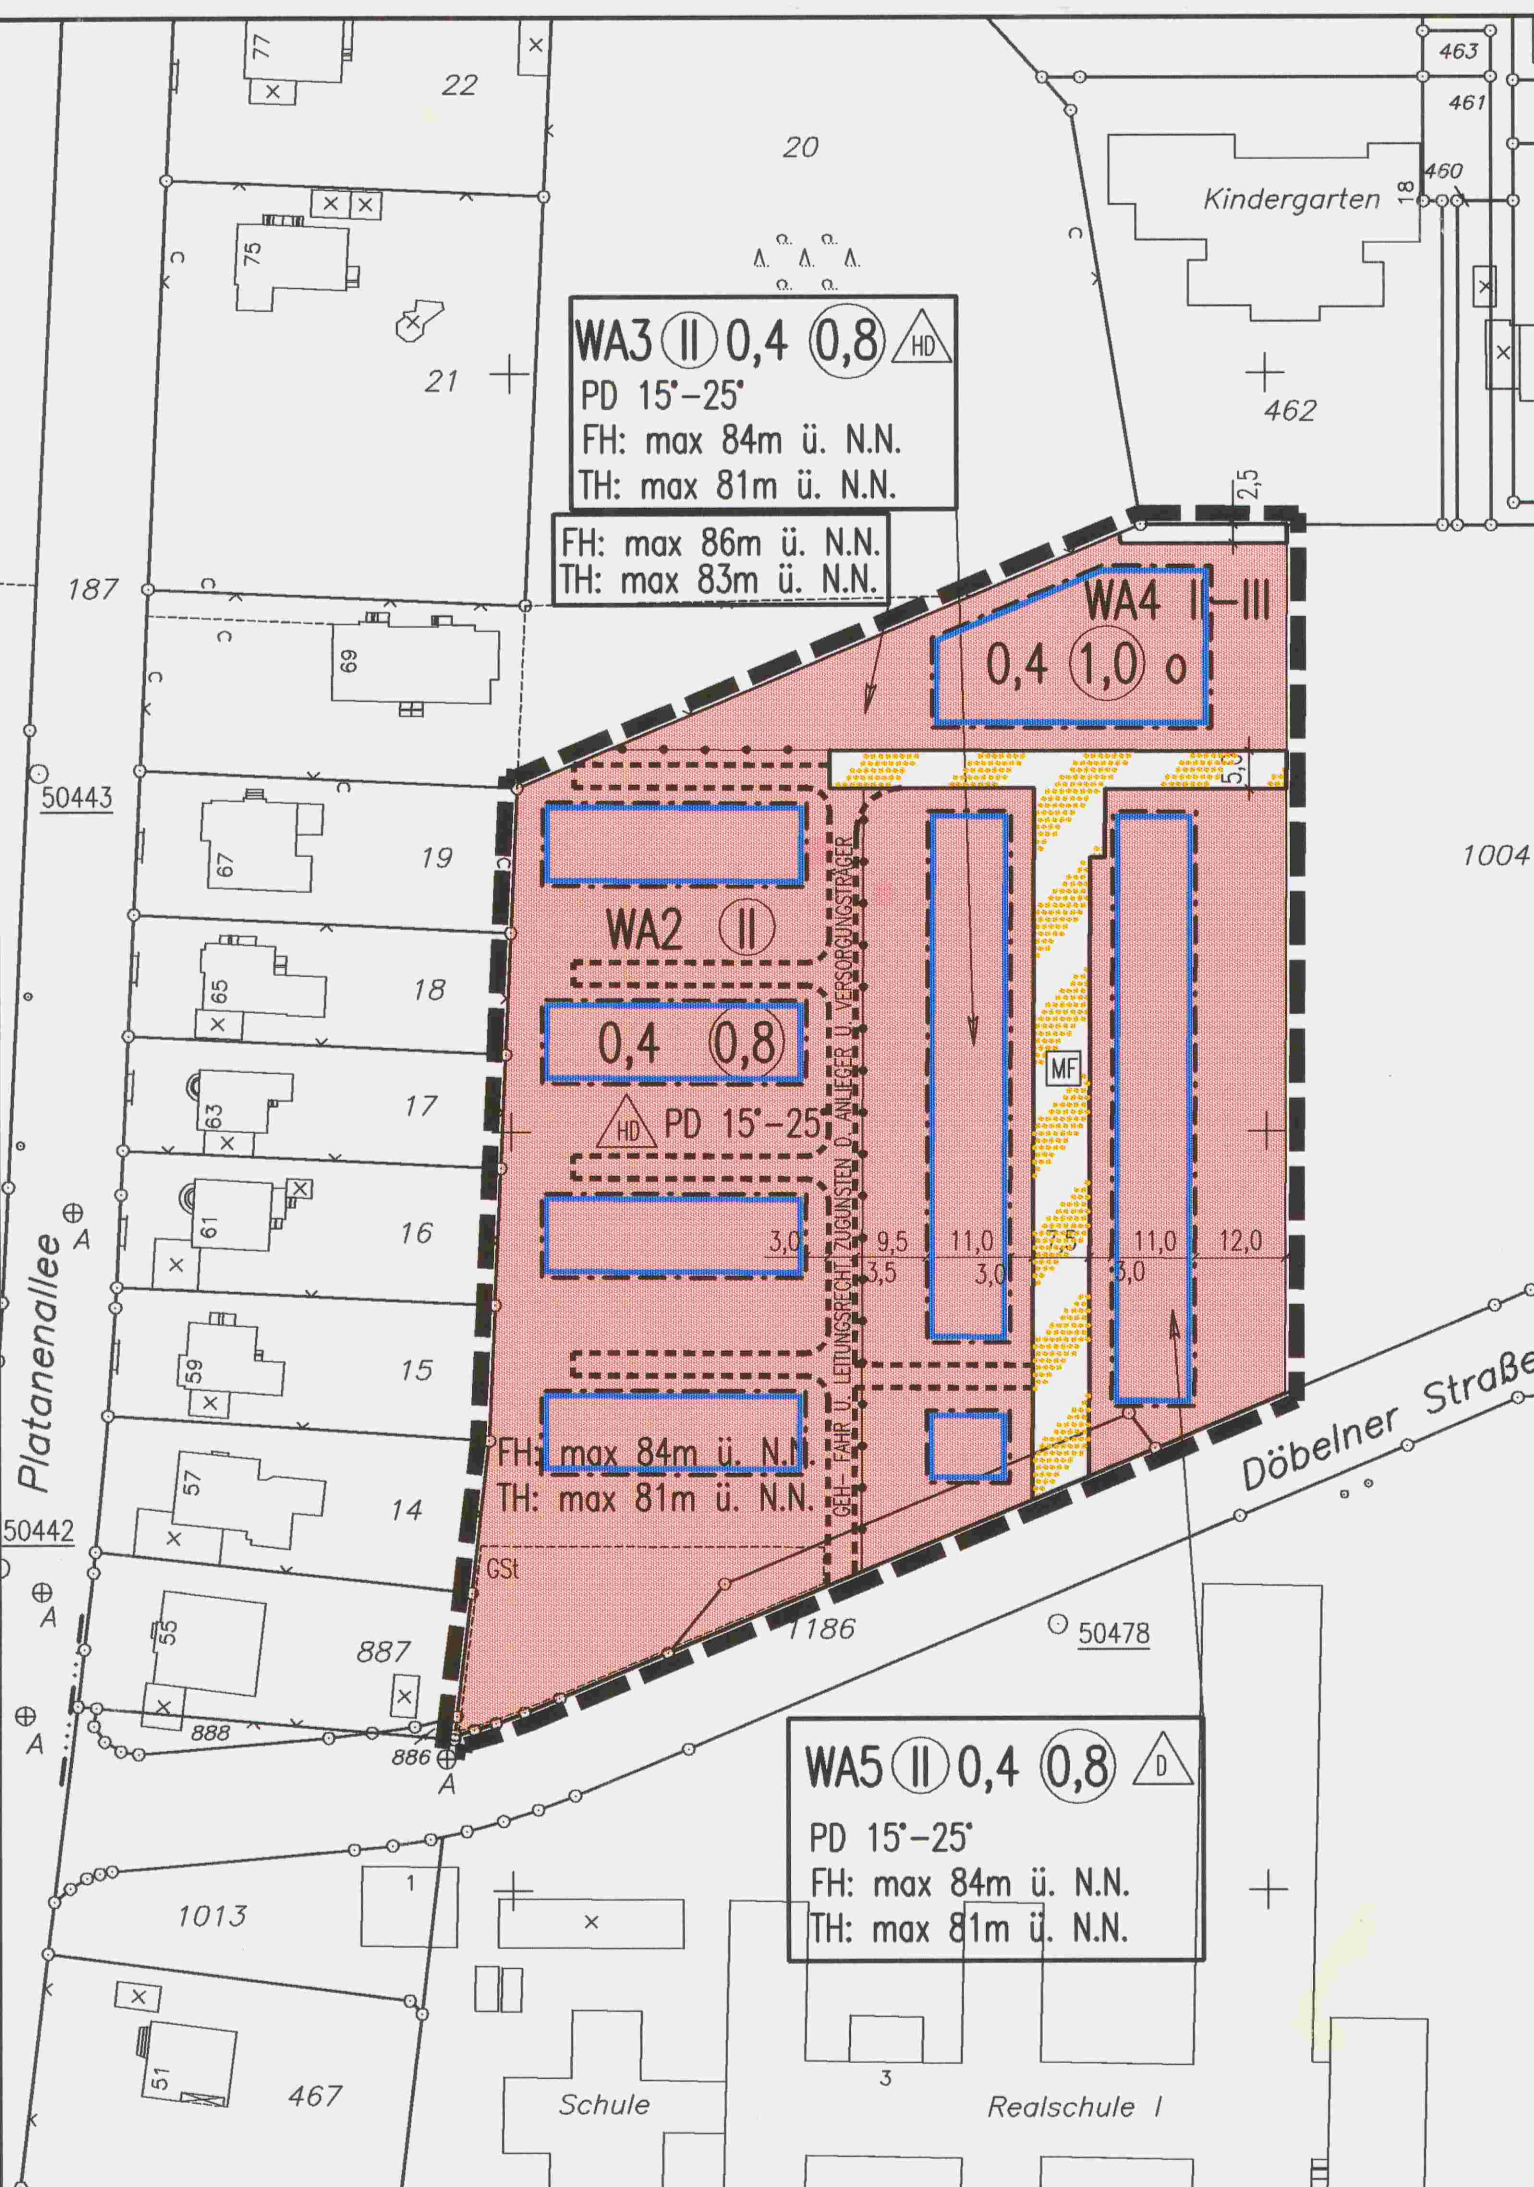 77
22
20
463
461
460
18
Kindergarten
75
21
462
WA3 II 0,4 0,8 HD
PD 15°-25°
FH: max 84m ü. N.N.
TH: max 81m ü. N.N.
FH: max 86m ü. N.N.
TH: max 83m ü. N.N.
2,5
187
69
WA4 II-III
0,4 1,0 o
50443
5,0
67
19
1004
WA2 II
65
18
0,4 0,8
MF
63
17
HD PD 15°-25°
GEH- FAHR U. LEITUNGSRECHT ZUGUNSTEN D. ANLIEGER U. VERSORGUNGSTRÄGER
61
16
A
3,0 9,5 11,0 7,5 11,0 12,0
3,5 3,0 3,0
Platanenallee
59
15
Döbelner Straße
57
14
FH: max 84m ü. N.N.
TH: max 81m ü. N.N.
50442
GSt
A
55
887
1186
50478
A
888
886
A
WA5 II 0,4 0,8 D
PD 15°-25°
FH: max 84m ü. N.N.
TH: max 81m ü. N.N.
1
1013
51
467
3
Schule
Realschule I